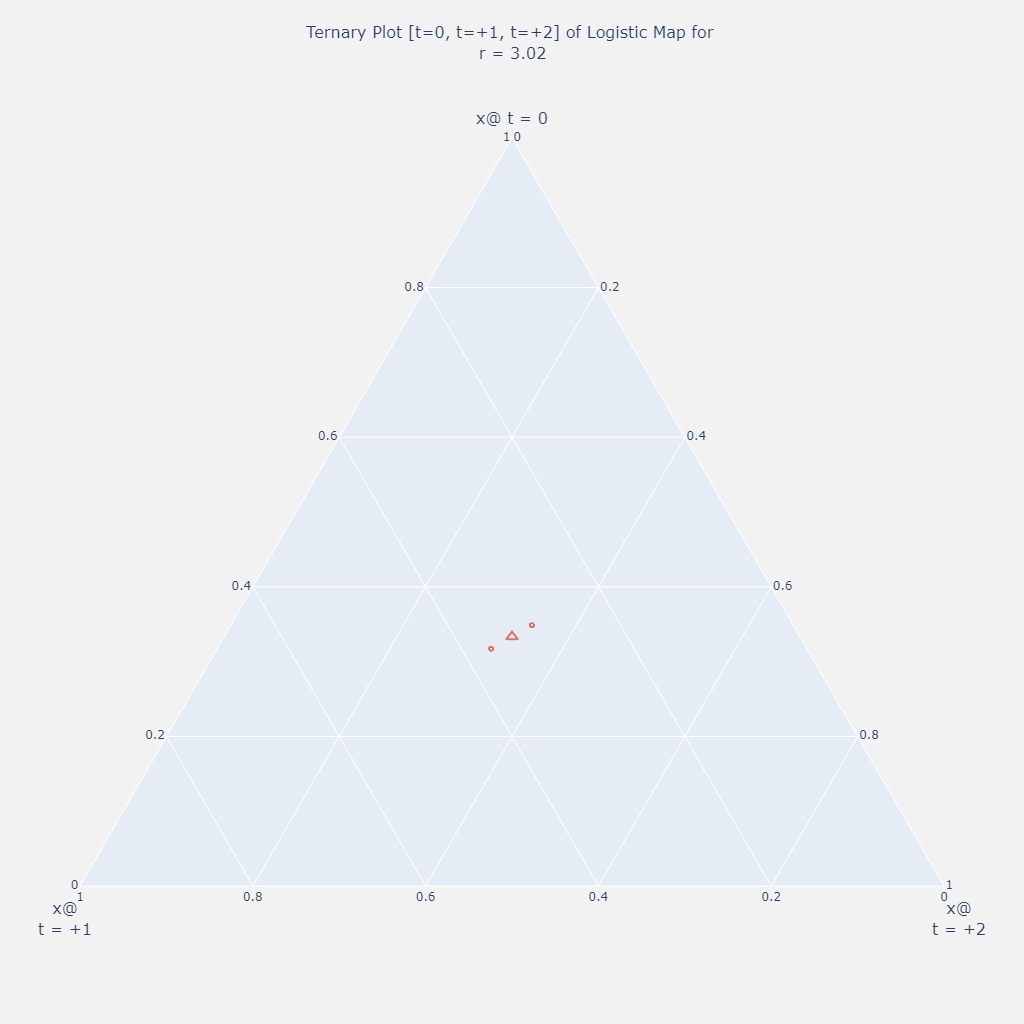 Ternary Plot [t=0, t=+1, t=+2] of Logistic Map for
r = 3.02
x@ t = 0
1 0
0.8 0.2
0.6 0.4
0.4 0.6
0.2 0.8
0 1
1 0.8 0.6 0.4 0.2 0
x@ x@
t = +1 t = +2